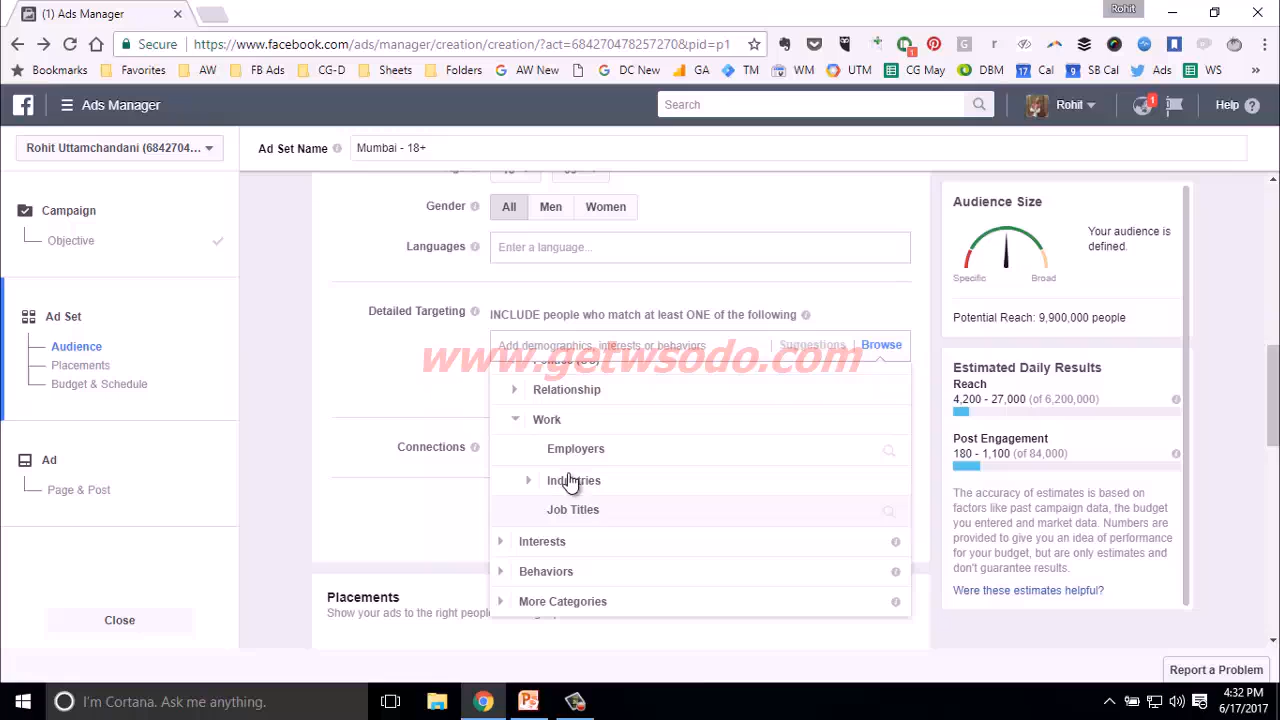 (1) Ads Manager
Rohit
Secure https://www.facebook.com/ads/manager/creation/creation/?act=684270478257270&pid=p1
Bookmarks Favorites AW FB Ads CG-D Sheets Folders AW New DC New GA TM WM UTM CG May DBM Cal SB Cal Ads WS
Ads Manager Search Rohit 1 Help
Rohit Uttamchandani (6842704... Ad Set Name Mumbai - 18+
Campaign
Objective
Ad Set
Audience
Placements
Budget & Schedule
Ad
Page & Post
Close
Gender All Men Women
Languages Enter a language...
Detailed Targeting INCLUDE people who match at least ONE of the following
Add demographics, interests or behaviors Suggestions Browse
www.getwsodo.com
Relationship
Work
Connections
Employers
Industries
Job Titles
Interests
Behaviors
More Categories
Placements
Show your ads to the right peop
Audience Size
Your audience is
defined.
Specific Broad
Potential Reach: 9,900,000 people
Estimated Daily Results
Reach
4,200 - 27,000 (of 6,200,000)
Post Engagement
180 - 1,100 (of 84,000)
The accuracy of estimates is based on
factors like past campaign data, the budget
you entered and market data. Numbers are
provided to give you an idea of performance
for your budget, but are only estimates and
don't guarantee results.
Were these estimates helpful?
Report a Problem
I'm Cortana. Ask me anything.
4:32 PM
6/17/2017